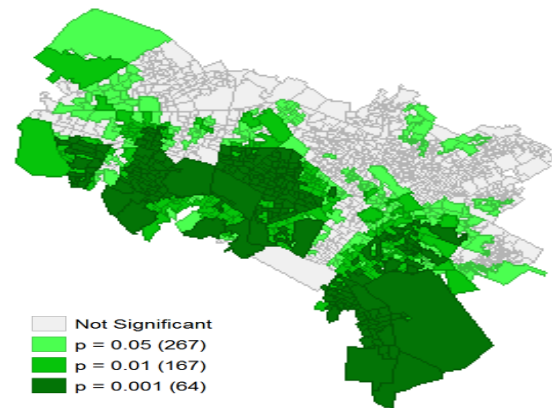 Not Significant
p = 0.05 (267)
p = 0.01 (167)
p = 0.001 (64)